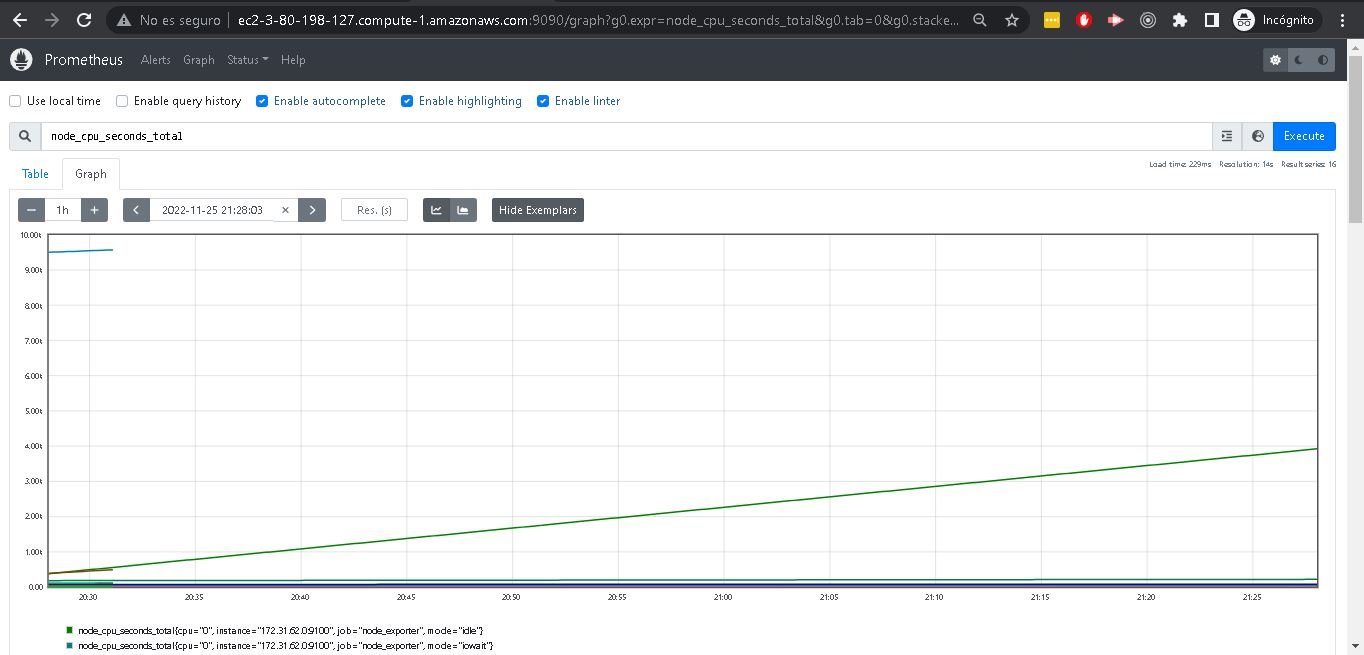 No es seguro ec2-3-80-198-127.compute-1.amazonaws.com:9090/graph?g0.expr=node_cpu_seconds_total&g0.tab=0&g0.stacke... Incógnito
Prometheus Alerts Graph Status Help
Use local time Enable query history Enable autocomplete Enable highlighting Enable linter
node_cpu_seconds_total Execute
Load time: 229ms Resolution: 14s Result series: 16
Table Graph
1h 2022-11-25 21:28:03 Res. (s) Hide Exemplars
10.00k
9.00k
8.00k
7.00k
6.00k
5.00k
4.00k
3.00k
2.00k
1.00k
0.00
20:30 20:35 20:40 20:45 20:50 20:55 21:00 21:05 21:10 21:15 21:20 21:25
node_cpu_seconds_total{cpu="0", instance="172.31.62.0:9100", job="node_exporter", mode="idle"}
node_cpu_seconds_total{cpu="0", instance="172.31.62.0:9100", job="node_exporter", mode="iowait"}